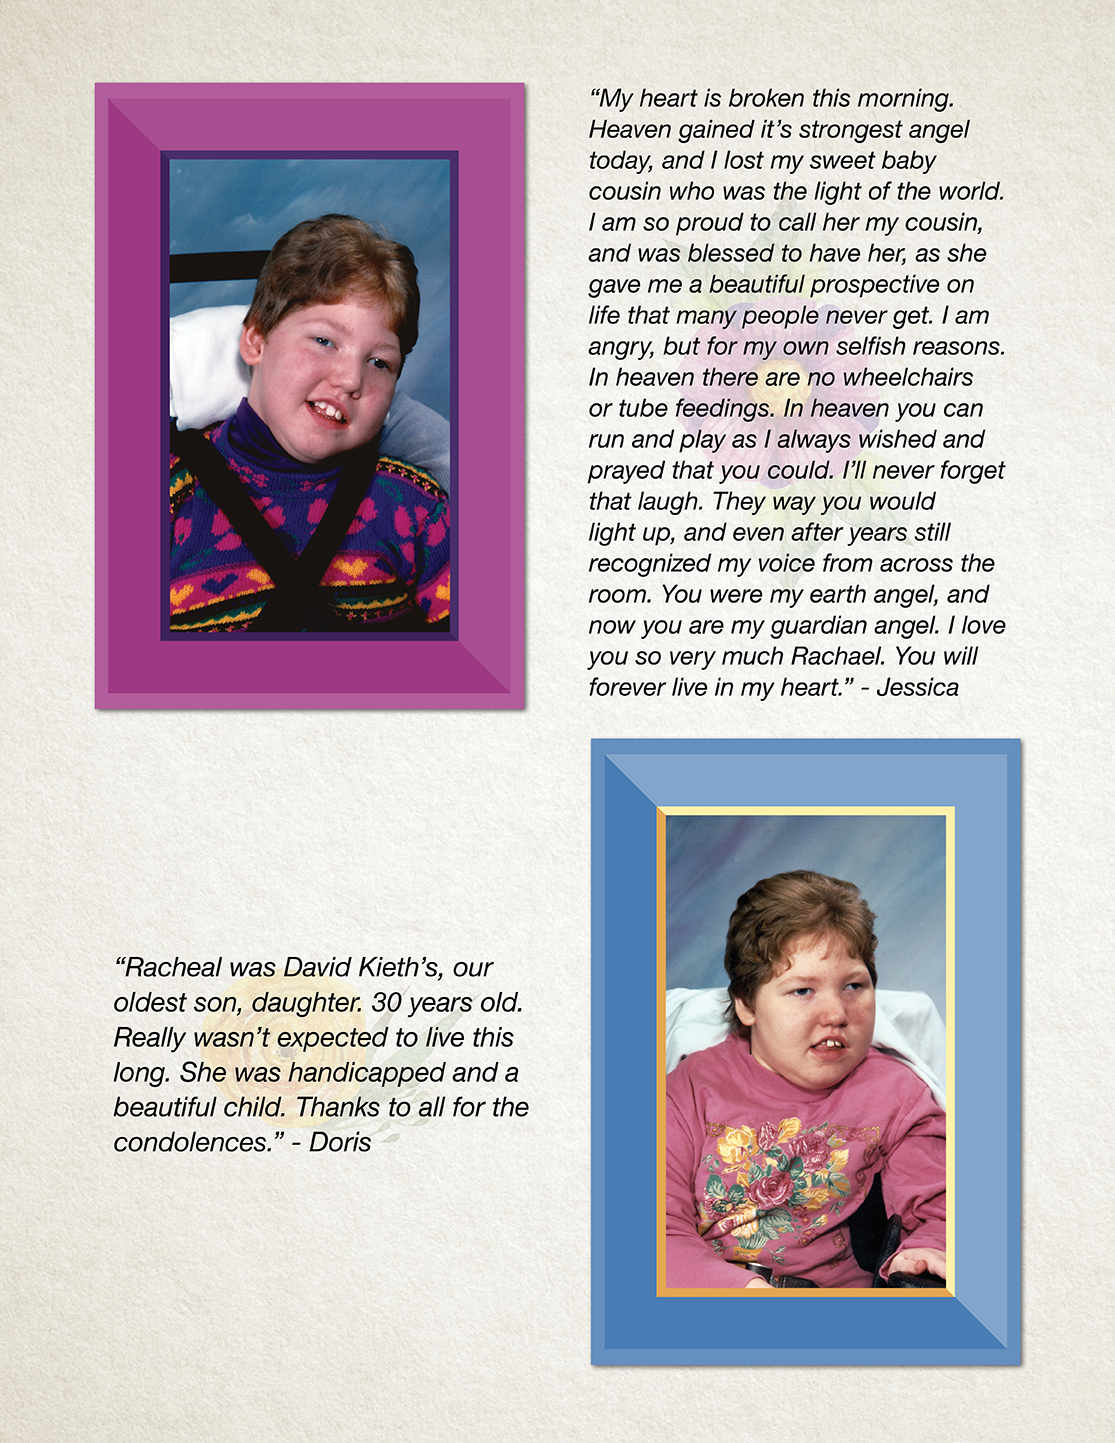 “My heart is broken this morning.
Heaven gained it’s strongest angel
today, and I lost my sweet baby
cousin who was the light of the world.
I am so proud to call her my cousin,
and was blessed to have her, as she
gave me a beautiful prospective on
life that many people never get. I am
angry, but for my own selfish reasons.
In heaven there are no wheelchairs
or tube feedings. In heaven you can
run and play as I always wished and
prayed that you could. I’ll never forget
that laugh. They way you would
light up, and even after years still
recognized my voice from across the
room. You were my earth angel, and
now you are my guardian angel. I love
you so very much Rachael. You will
forever live in my heart.” - Jessica
“Racheal was David Kieth’s, our
oldest son, daughter. 30 years old.
Really wasn’t expected to live this
long. She was handicapped and a
beautiful child. Thanks to all for the
condolences.” - Doris